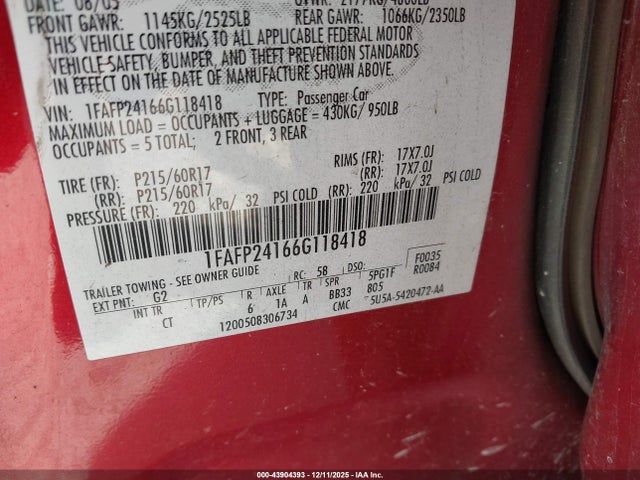 DATE: 08/05 GVWR: 2177KG/4800LB
FRONT GAWR: 1145KG/2525LB REAR GAWR: 1066KG/2350LB
THIS VEHICLE CONFORMS TO ALL APPLICABLE FEDERAL MOTOR
VEHICLE SAFETY, BUMPER, AND THEFT PREVENTION STANDARDS
IN EFFECT ON THE DATE OF MANUFACTURE SHOWN ABOVE.
VIN: 1FAFP24166G118418 TYPE: Passenger Car
MAXIMUM LOAD = OCCUPANTS + LUGGAGE = 430KG/ 950LB
OCCUPANTS = 5 TOTAL; 2 FRONT, 3 REAR
TIRE (FR): P215/60R17 RIMS (FR): 17X7.0J
(RR): P215/60R17 (RR): 17X7.0J
PRESSURE (FR): 220 kPa/ 32 PSI COLD (RR): 220 kPa/ 32 PSI COLD
1FAFP24166G118418
TRAILER TOWING - SEE OWNER GUIDE RC: 58 DSO: F0035
EXT PNT: G2 5PG1F R0084
INT TR TP/PS R AXLE TR SPR 805
CT 6 1A A BB33 5U5A-5420472-AA
1200508306734 CMC
000-43904393 - 12/11/2025 - IAA Inc.